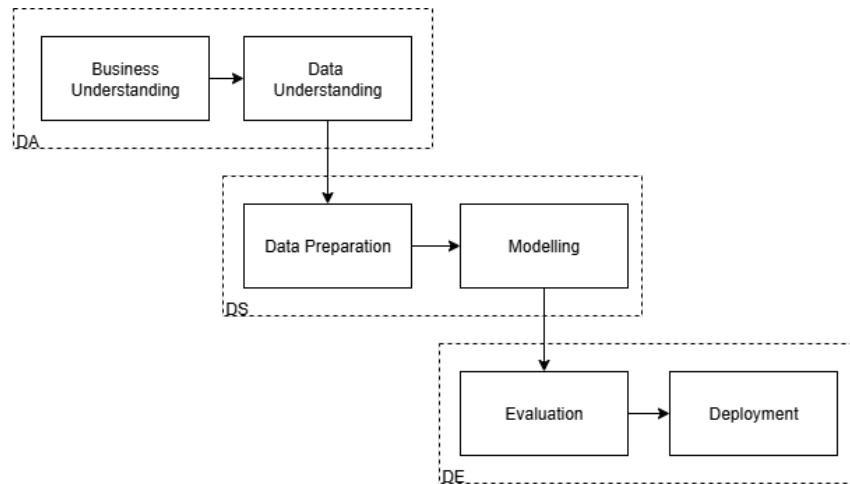 Business
Understanding
Data
Understanding
DA
Data Preparation
Modelling
DS
Evaluation
Deployment
DE